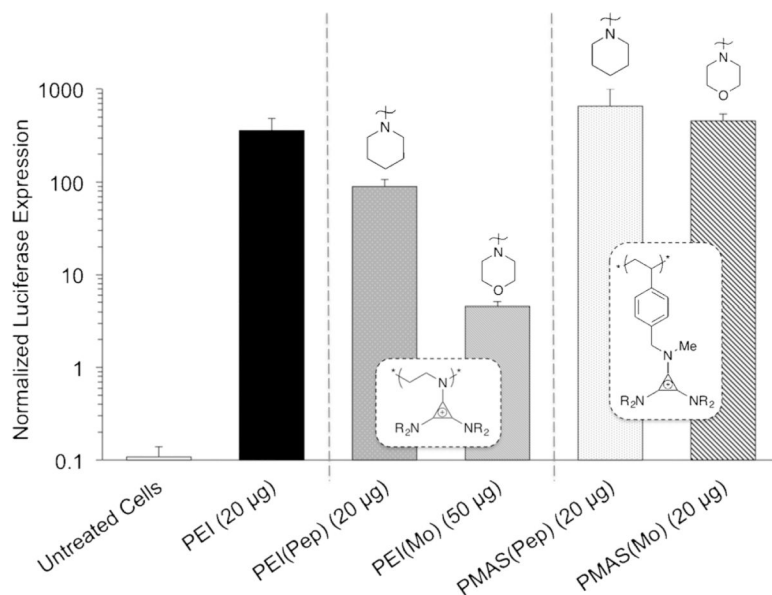 Normalized Luciferase Expression
1000
100
10
1
0.1
N
N
O
N
N
O
* ( N ) *
⊕
R2N NR2
* ( ) *
N Me
⊕
R2N NR2
Untreated Cells
PEI (20 µg)
PEI(Pep) (20 µg)
PEI(Mo) (50 µg)
PMAS(Pep) (20 µg)
PMAS(Mo) (20 µg)